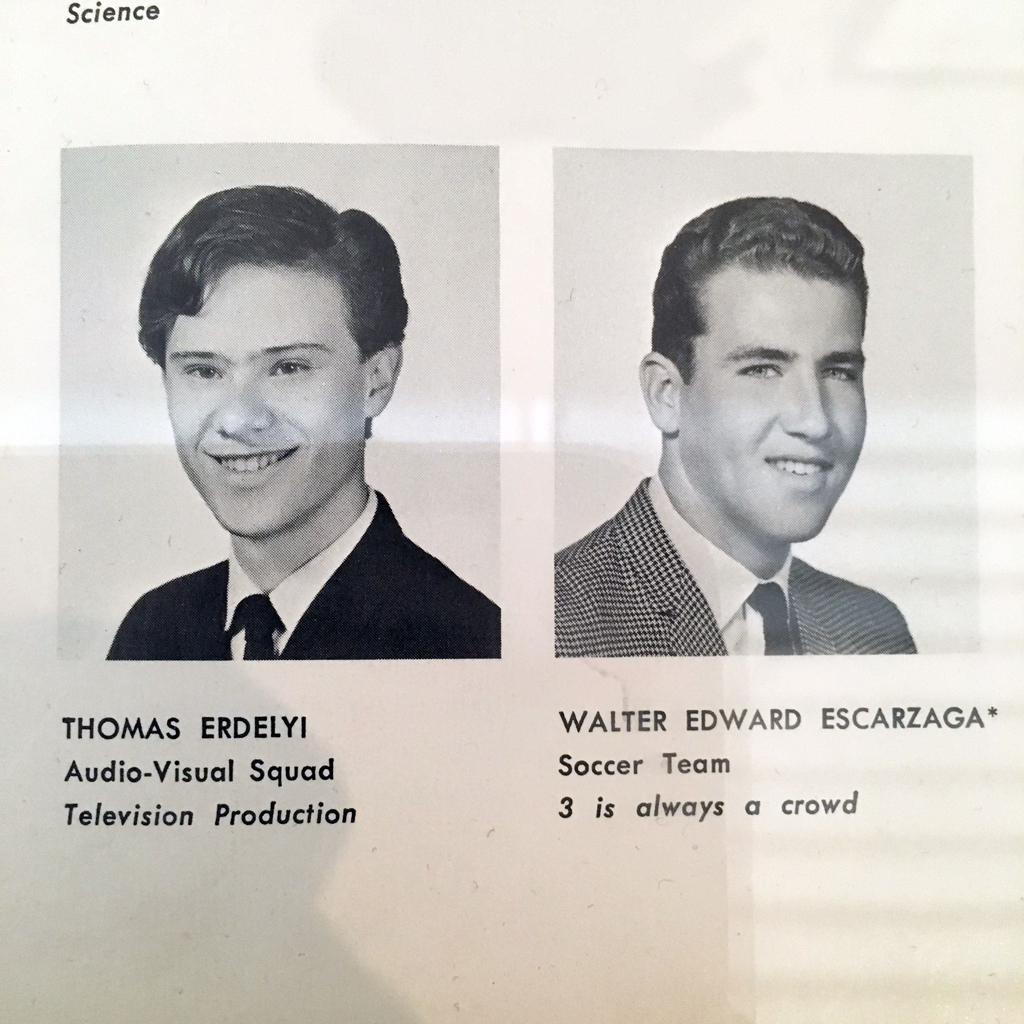 Science
THOMAS ERDELYI
Audio-Visual Squad
Television Production
WALTER EDWARD ESCARZAGA*
Soccer Team
3 is always a crowd